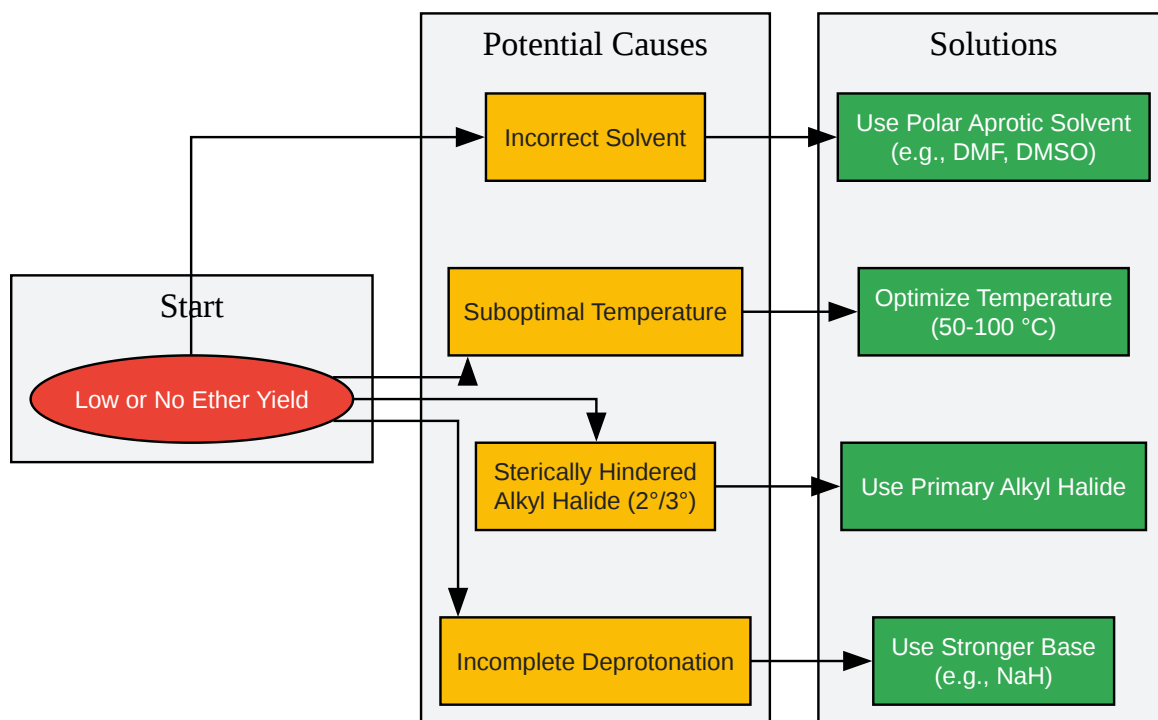 Potential Causes
Solutions
Incorrect Solvent
Use Polar Aprotic Solvent
(e.g., DMF, DMSO)
Start
Low or No Ether Yield
Suboptimal Temperature
Optimize Temperature
(50-100 °C)
Sterically Hindered
Alkyl Halide (2°/3°)
Use Primary Alkyl Halide
Incomplete Deprotonation
Use Stronger Base
(e.g., NaH)